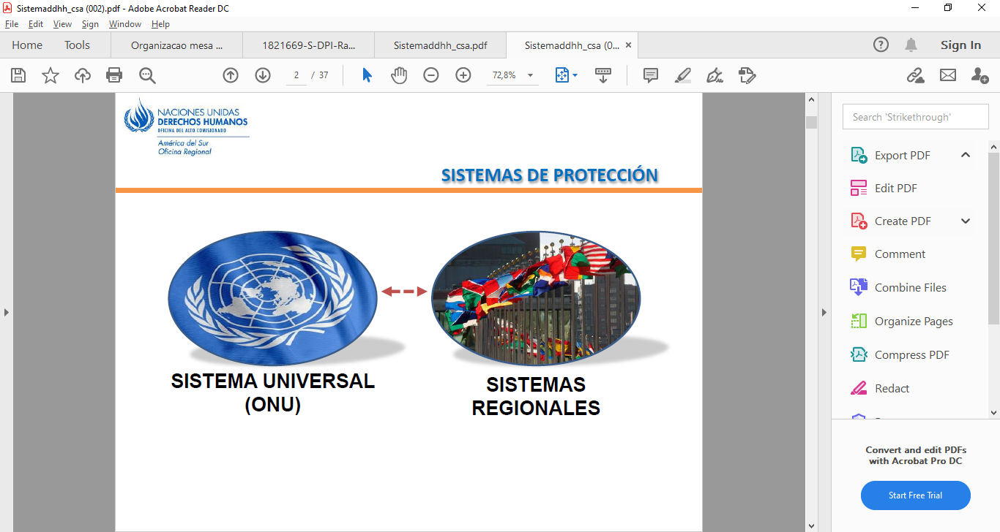 Sistemaddhh_csa (002).pdf - Adobe Acrobat Reader DC
File Edit View Sign Window Help
Home Tools Organizacao mesa ... 1821669-S-DPI-Ra... Sistemaddhh_csa.pdf Sistemaddhh_csa (0... Sign In
2 / 37 72,8%
NACIONES UNIDAS
DERECHOS HUMANOS
OFICINA DEL ALTO COMISIONADO
América del Sur
Oficina Regional
SISTEMAS DE PROTECCIÓN
SISTEMA UNIVERSAL
(ONU)
SISTEMAS
REGIONALES
Search 'Strikethrough'
Export PDF
Edit PDF
Create PDF
Comment
Combine Files
Organize Pages
Compress PDF
Redact
Convert and edit PDFs
with Acrobat Pro DC
Start Free Trial